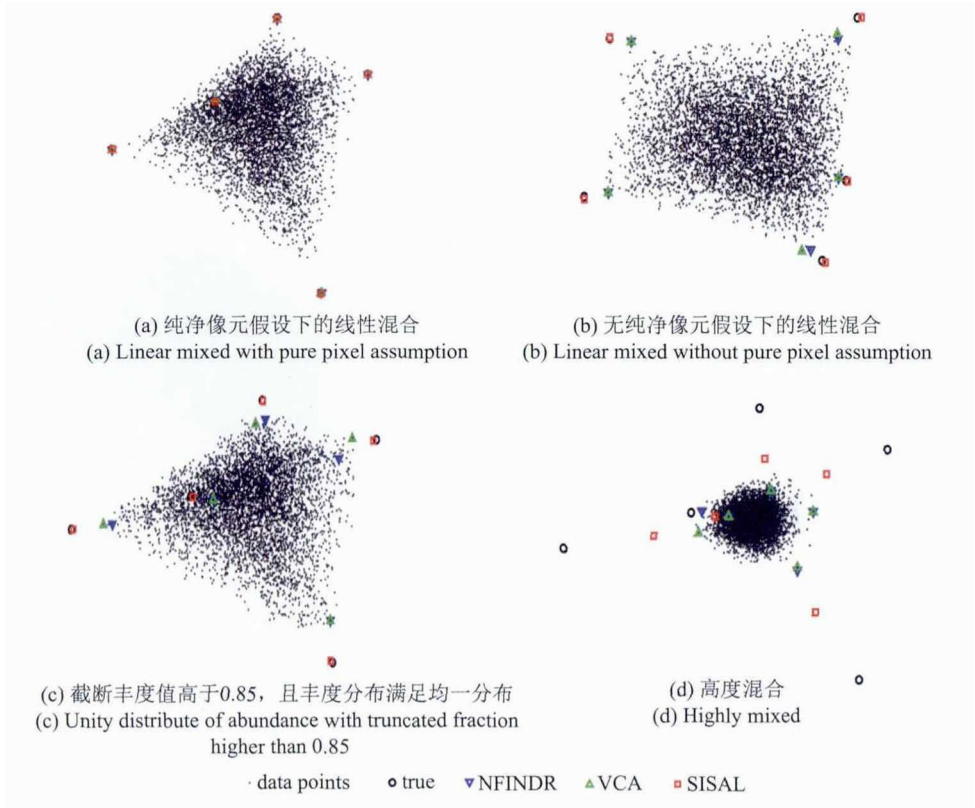 (a) 纯净像元假设下的线性混合
(a) Linear mixed with pure pixel assumption
(b) 无纯净像元假设下的线性混合
(b) Linear mixed without pure pixel assumption
(c) 截断丰度值高于0.85，且丰度分布满足均一分布
(c) Unity distribute of abundance with truncated fraction
higher than 0.85
(d) 高度混合
(d) Highly mixed
data points true NFINDR VCA SISAL